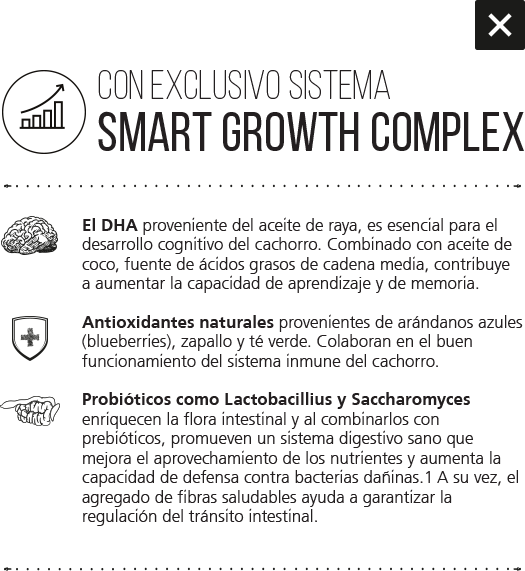 CON EXCLUSIVO SISTEMA
SMART GROWTH COMPLEX
El DHA proveniente del aceite de raya, es esencial para el
desarrollo cognitivo del cachorro. Combinado con aceite de
coco, fuente de ácidos grasos de cadena media, contribuye
a aumentar la capacidad de aprendizaje y de memoria.
Antioxidantes naturales provenientes de arándanos azules
(blueberries), zapallo y té verde. Colaboran en el buen
funcionamiento del sistema inmune del cachorro.
Probióticos como Lactobacillius y Saccharomyces
enriquecen la flora intestinal y al combinarlos con
prebióticos, promueven un sistema digestivo sano que
mejora el aprovechamiento de los nutrientes y aumenta la
capacidad de defensa contra bacterias dañinas.1 A su vez, el
agregado de fibras saludables ayuda a garantizar la
regulación del tránsito intestinal.